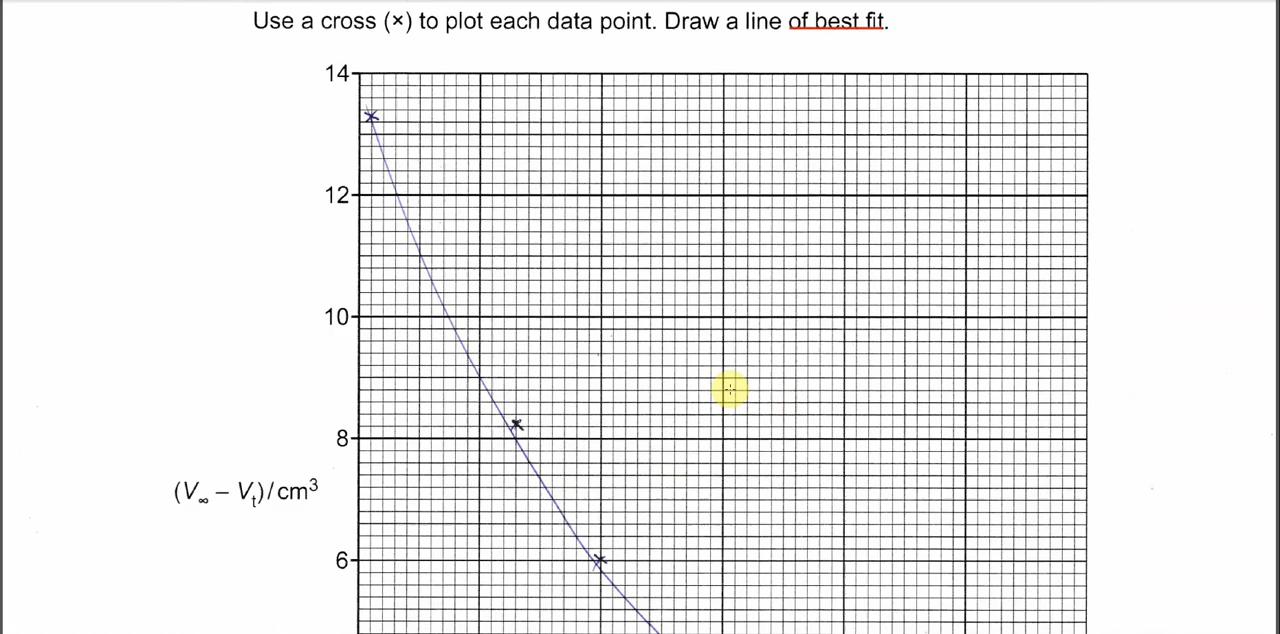 Use a cross (×) to plot each data point. Draw a line of best fit.
14
12
10
8
(V∞ – Vt)/cm³
6